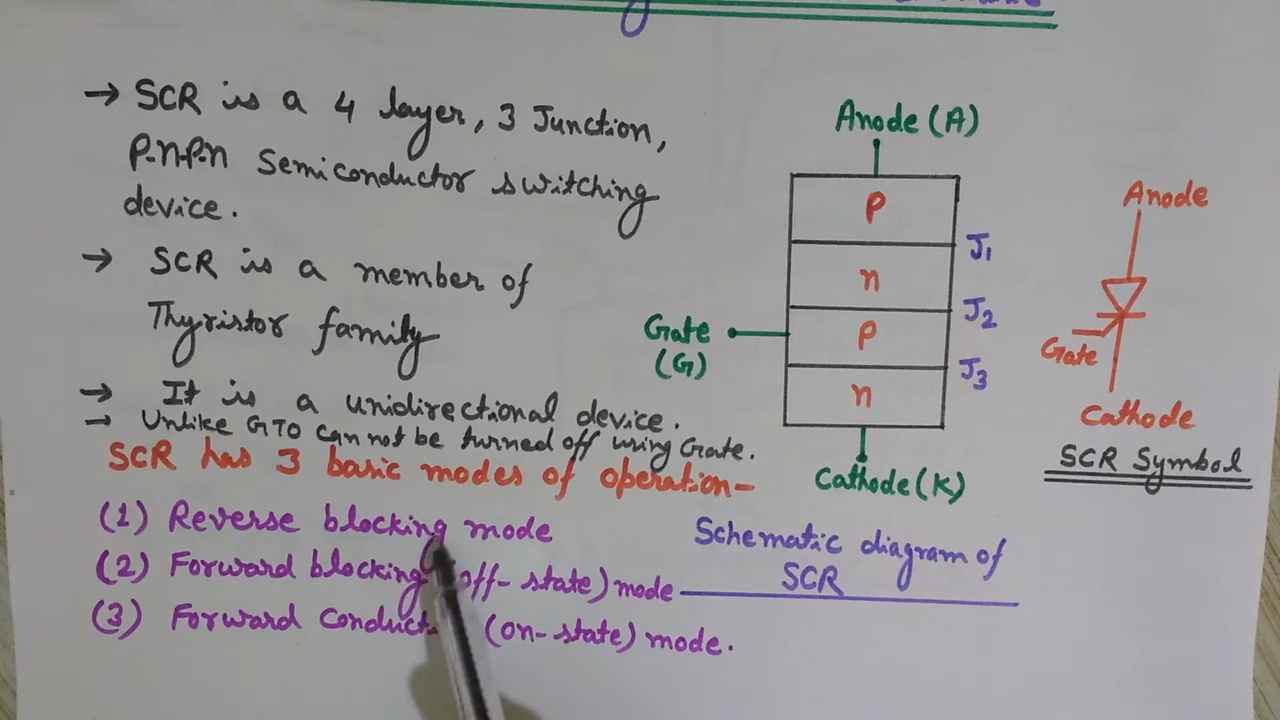 → SCR is a 4 layer, 3 Junction,
P-n-P-n Semiconductor switching
device.
→ SCR is a member of
Thyristor family
→ It is a unidirectional device.
→ Unlike GTO can not be turned off using Gate.
SCR has 3 basic modes of operation-
(1) Reverse blocking mode
(2) Forward blocking off-state) mode
(3) Forward (on-state) mode.
Anode (A)
P
J1
n
J2
Gate
(G)
P
J3
n
Cathode (K)
Schematic diagram of
SCR
Anode
Gate
Cathode
SCR Symbol